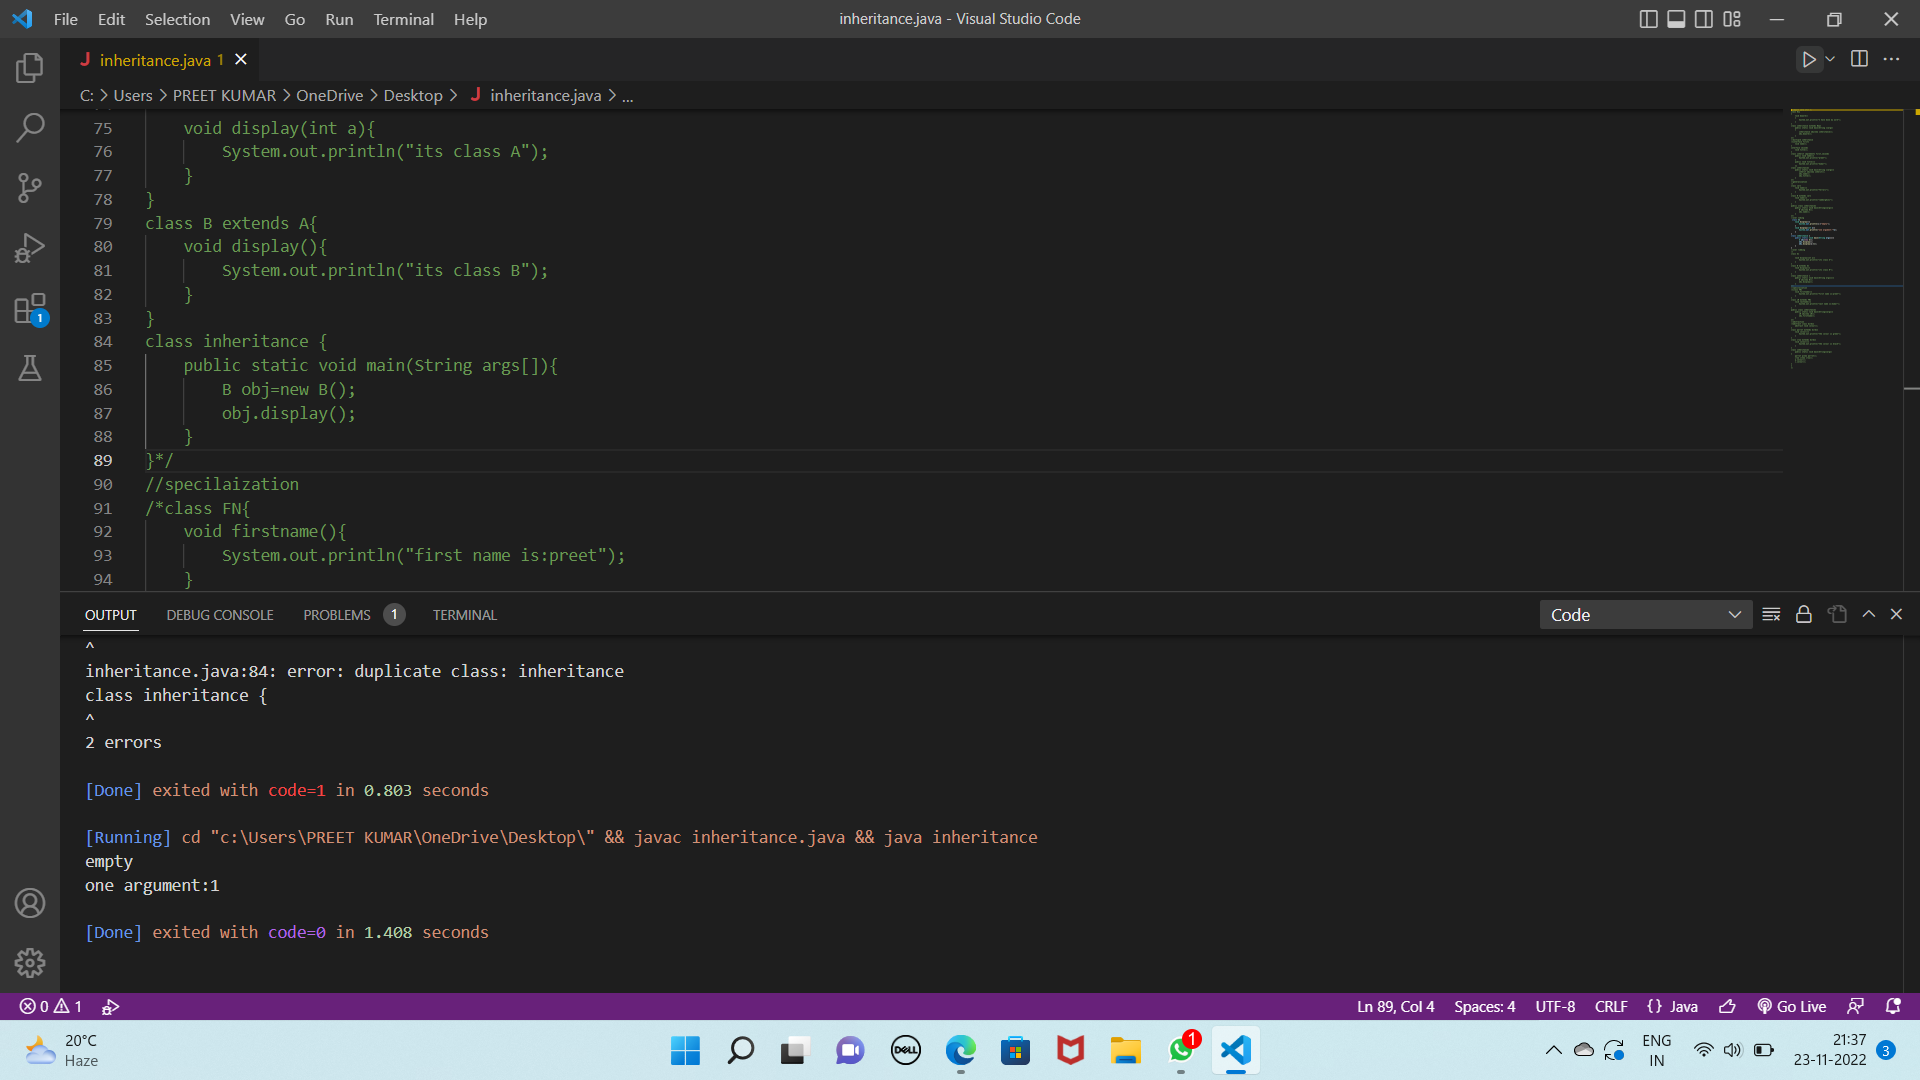 File Edit Selection View Go Run Terminal Help
inheritance.java - Visual Studio Code
J inheritance.java 1
C: > Users > PREET KUMAR > OneDrive > Desktop > J inheritance.java > ...
75 void display(int a){
76 System.out.println("its class A");
77 }
78 }
79 class B extends A{
80 void display(){
81 System.out.println("its class B");
82 }
83 }
84 class inheritance {
85 public static void main(String args[]){
86 B obj=new B();
87 obj.display();
88 }
89 }*/
90 //specilaization
91 /*class FN{
92 void firstname(){
93 System.out.println("first name is:preet");
94 }
1
OUTPUT DEBUG CONSOLE PROBLEMS 1 TERMINAL
Code
^
inheritance.java:84: error: duplicate class: inheritance
class inheritance {
^
2 errors
[Done] exited with code=1 in 0.803 seconds
[Running] cd "c:\Users\PREET KUMAR\OneDrive\Desktop\" && javac inheritance.java && java inheritance
empty
one argument:1
[Done] exited with code=0 in 1.408 seconds
0 1
Ln 89, Col 4 Spaces: 4 UTF-8 CRLF {} Java Go Live
20°C
Haze
DELL
1
ENG
IN
21:37
23-11-2022
3